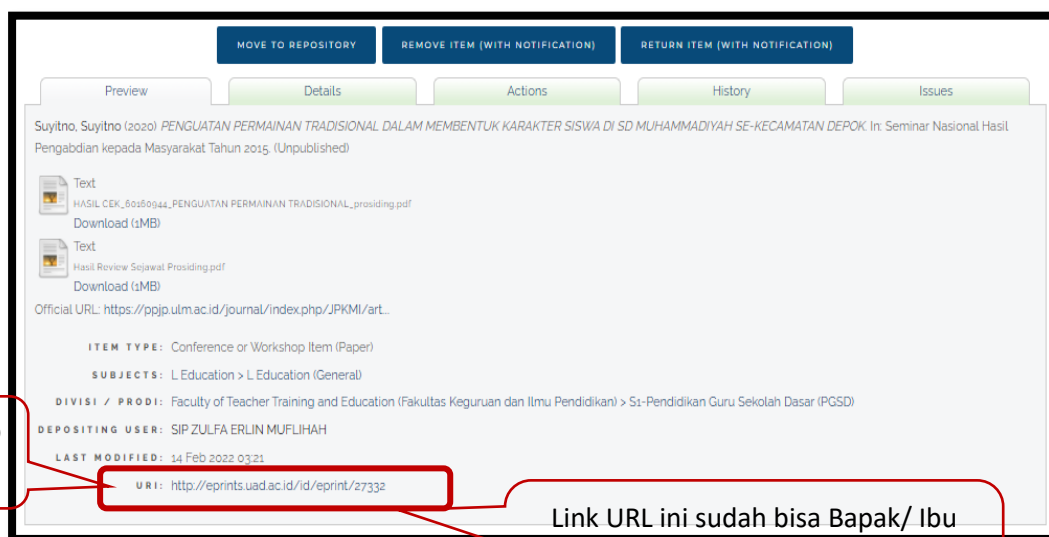 MOVE TO REPOSITORY REMOVE ITEM (WITH NOTIFICATION) RETURN ITEM (WITH NOTIFICATION)
Preview Details Actions History Issues
Suyitno, Suyitno (2020) PENGUATAN PERMAINAN TRADISIONAL DALAM MEMBENTUK KARAKTER SISWA DI SD MUHAMMADIYAH SE-KECAMATAN DEPOK. In: Seminar Nasional Hasil
Pengabdian kepada Masyarakat Tahun 2015. (Unpublished)
Text
HASIL CEK_60160944_PENGUATAN PERMAINAN TRADISIONAL_prosiding.pdf
Download (1MB)
Text
Hasil Review Sejawat Prosiding.pdf
Download (1MB)
Official URL: https://ppjp.ulm.ac.id/journal/index.php/JPKMI/art...
ITEM TYPE: Conference or Workshop Item (Paper)
SUBJECTS: L Education > L Education (General)
DIVISI / PRODI: Faculty of Teacher Training and Education (Fakultas Keguruan dan Ilmu Pendidikan) > S1-Pendidikan Guru Sekolah Dasar (PGSD)
DEPOSITING USER: SIP ZULFA ERLIN MUFLIHAH
LAST MODIFIED: 14 Feb 2022 03:21
URI: http://eprints.uad.ac.id/id/eprint/27332
Link URL ini sudah bisa Bapak/ Ibu